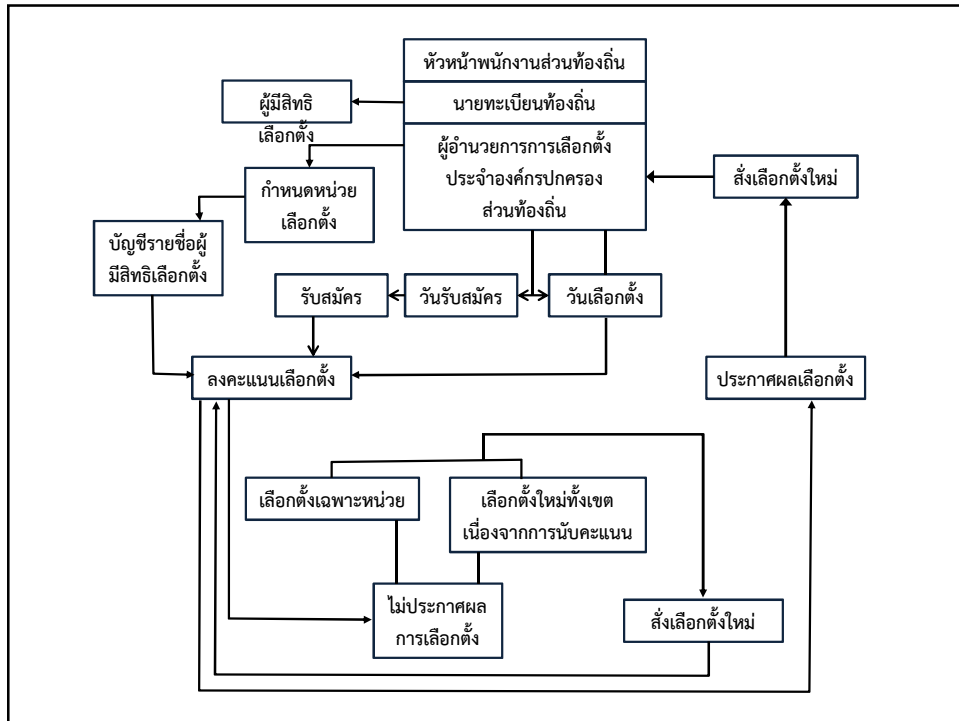 หัวหน้าพนักงานส่วนท้องถิ่น
นายทะเบียนท้องถิ่น
ผู้มีสิทธิ
เลือกตั้ง
ผู้อำนวยการการเลือกตั้ง
ประจำองค์กรปกครอง
ส่วนท้องถิ่น
สั่งเลือกตั้งใหม่
กำหนดหน่วย
เลือกตั้ง
บัญชีรายชื่อผู้
มีสิทธิเลือกตั้ง
รับสมัคร
วันรับสมัคร
วันเลือกตั้ง
ลงคะแนนเลือกตั้ง
ประกาศผลเลือกตั้ง
เลือกตั้งเฉพาะหน่วย
เลือกตั้งใหม่ทั้งเขต
เนื่องจากการนับคะแนน
ไม่ประกาศผล
การเลือกตั้ง
สั่งเลือกตั้งใหม่